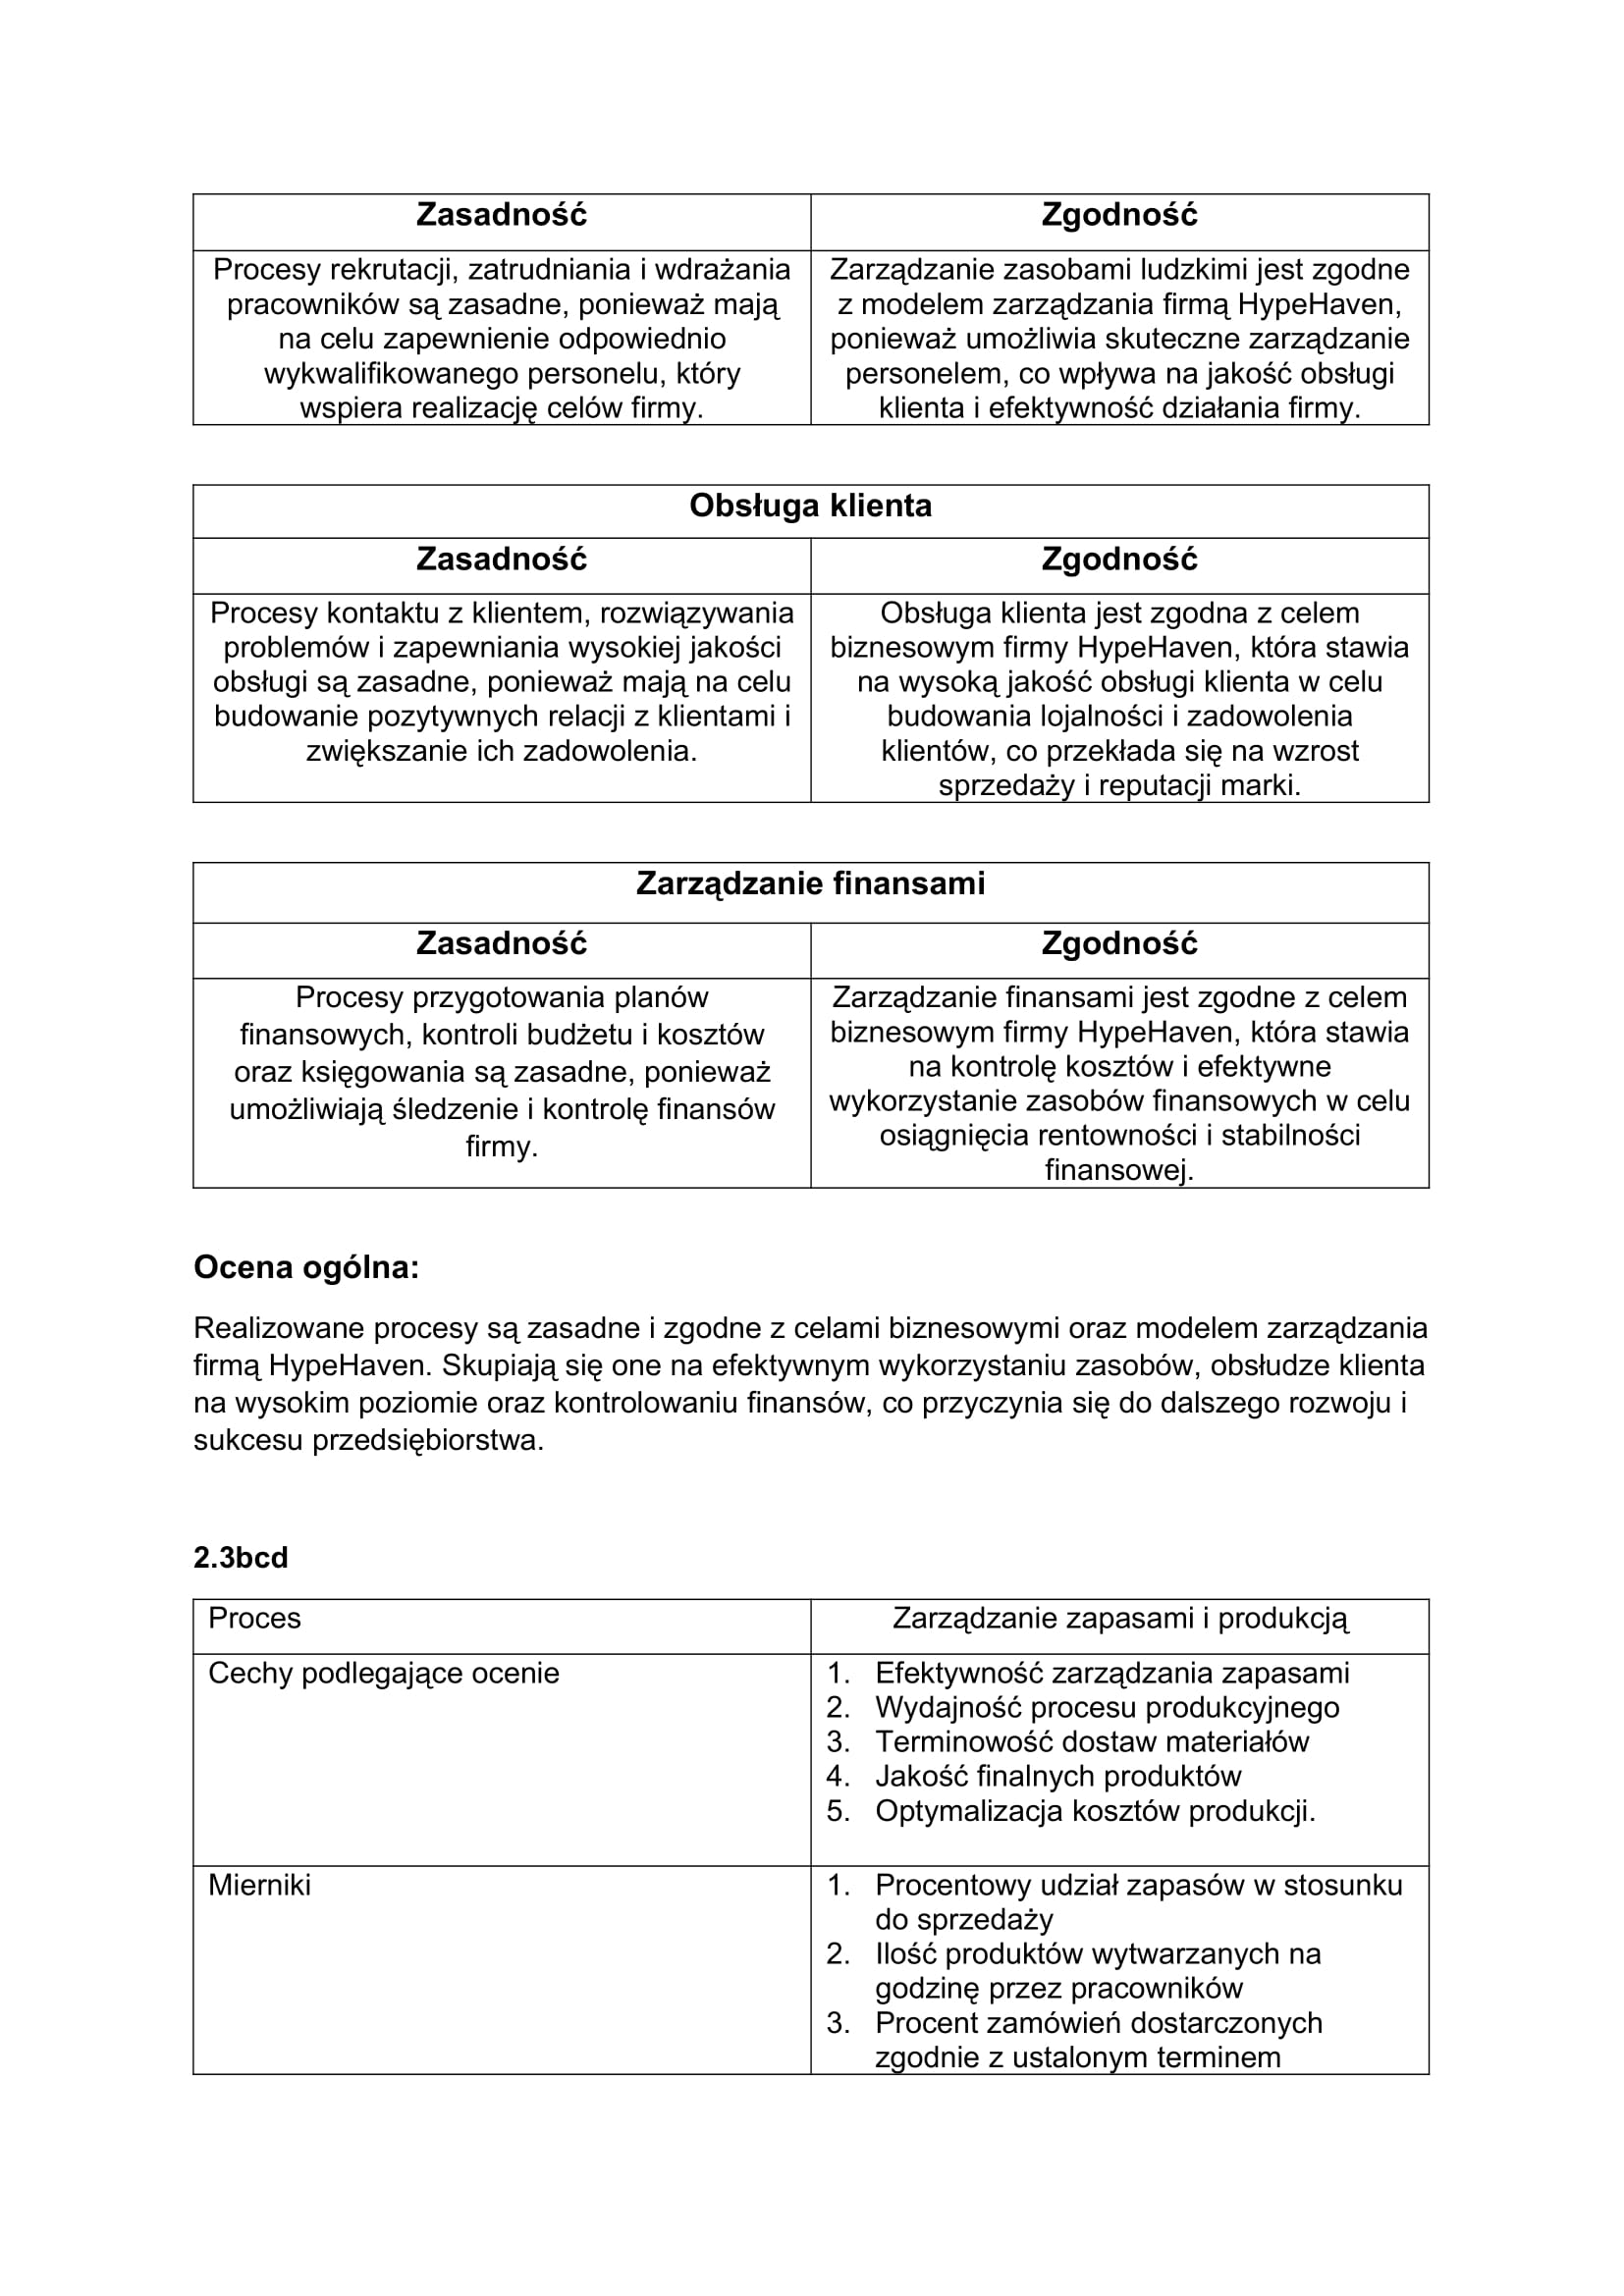 Zasadność
Zgodność
Procesy rekrutacji, zatrudniania i wdrażania
pracowników są zasadne, ponieważ mają
na celu zapewnienie odpowiednio
wykwalifikowanego personelu, który
wspiera realizację celów firmy.
Zarządzanie zasobami ludzkimi jest zgodne
z modelem zarządzania firmą HypeHaven,
ponieważ umożliwia skuteczne zarządzanie
personelem, co wpływa na jakość obsługi
klienta i efektywność działania firmy.
Obsługa klienta
Zasadność
Zgodność
Procesy kontaktu z klientem, rozwiązywania
problemów i zapewniania wysokiej jakości
obsługi są zasadne, ponieważ mają na celu
budowanie pozytywnych relacji z klientami i
zwiększanie ich zadowolenia.
Obsługa klienta jest zgodna z celem
biznesowym firmy HypeHaven, która stawia
na wysoką jakość obsługi klienta w celu
budowania lojalności i zadowolenia
klientów, co przekłada się na wzrost
sprzedaży i reputacji marki.
Zarządzanie finansami
Zasadność
Zgodność
Procesy przygotowania planów
finansowych, kontroli budżetu i kosztów
oraz księgowania są zasadne, ponieważ
umożliwiają śledzenie i kontrolę finansów
firmy.
Zarządzanie finansami jest zgodne z celem
biznesowym firmy HypeHaven, która stawia
na kontrolę kosztów i efektywne
wykorzystanie zasobów finansowych w celu
osiągnięcia rentowności i stabilności
finansowej.
Ocena ogólna:
Realizowane procesy są zasadne i zgodne z celami biznesowymi oraz modelem zarządzania
firmą HypeHaven. Skupiają się one na efektywnym wykorzystaniu zasobów, obsłudze klienta
na wysokim poziomie oraz kontrolowaniu finansów, co przyczynia się do dalszego rozwoju i
sukcesu przedsiębiorstwa.
2.3bcd
Proces
Zarządzanie zapasami i produkcją
Cechy podlegające ocenie
1. Efektywność zarządzania zapasami
2. Wydajność procesu produkcyjnego
3. Terminowość dostaw materiałów
4. Jakość finalnych produktów
5. Optymalizacja kosztów produkcji.
Mierniki
1. Procentowy udział zapasów w stosunku
do sprzedaży
2. Ilość produktów wytwarzanych na
godzinę przez pracowników
3. Procent zamówień dostarczonych
zgodnie z ustalonym terminem